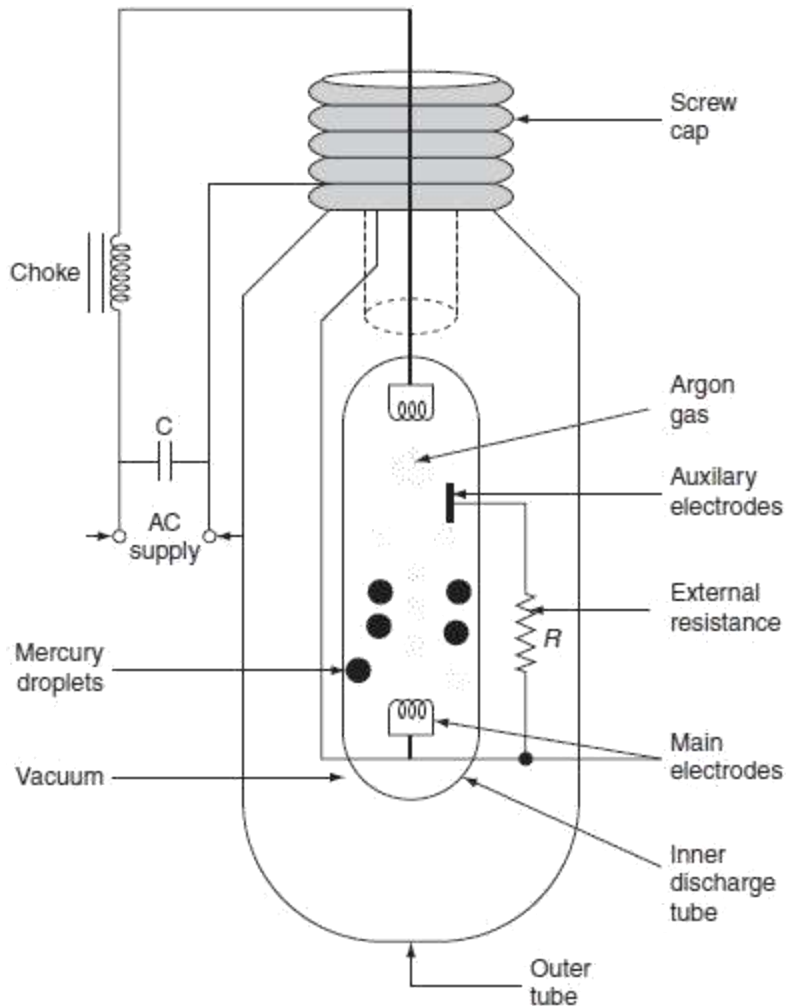 Screw
cap
Choke
Argon
gas
C
Auxilary
electrodes
AC
supply
External
resistance
R
Mercury
droplets
Main
electrodes
Vacuum
Inner
discharge
tube
Outer
tube